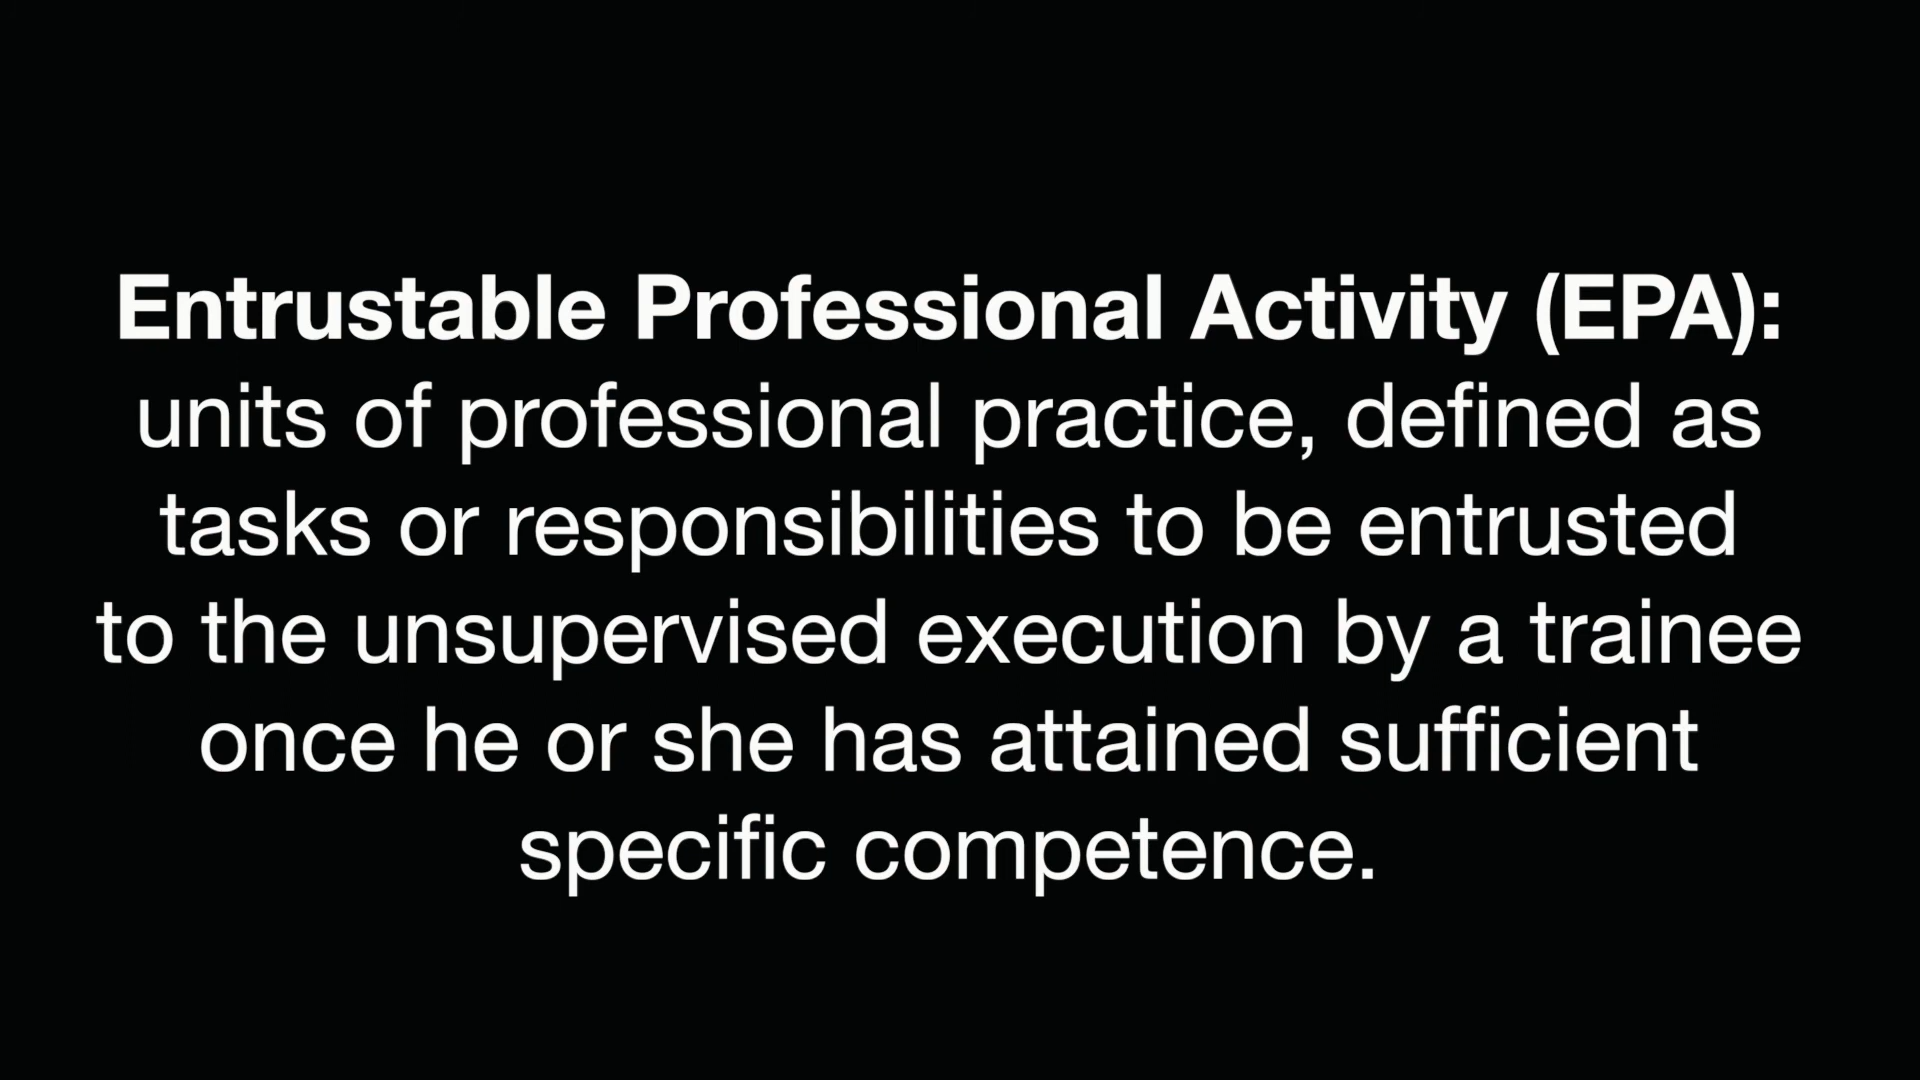 Entrustable Professional Activity (EPA):
units of professional practice, defined as
tasks or responsibilities to be entrusted
to the unsupervised execution by a trainee
once he or she has attained sufficient
specific competence.